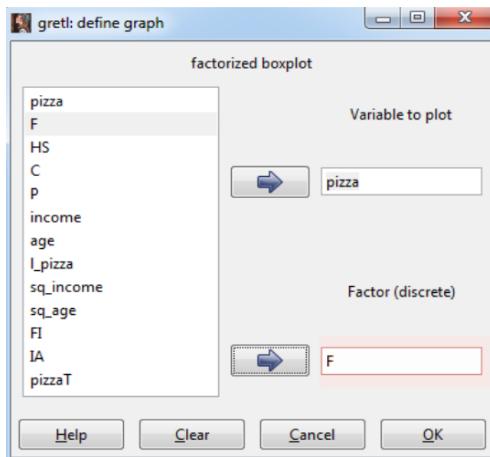 gretl: define graph
factorized boxplot
pizza
F
HS
C
P
income
age
l_pizza
sq_income
sq_age
FI
IA
pizzaT
Variable to plot
pizza
Factor (discrete)
F
Help
Clear
Cancel
OK